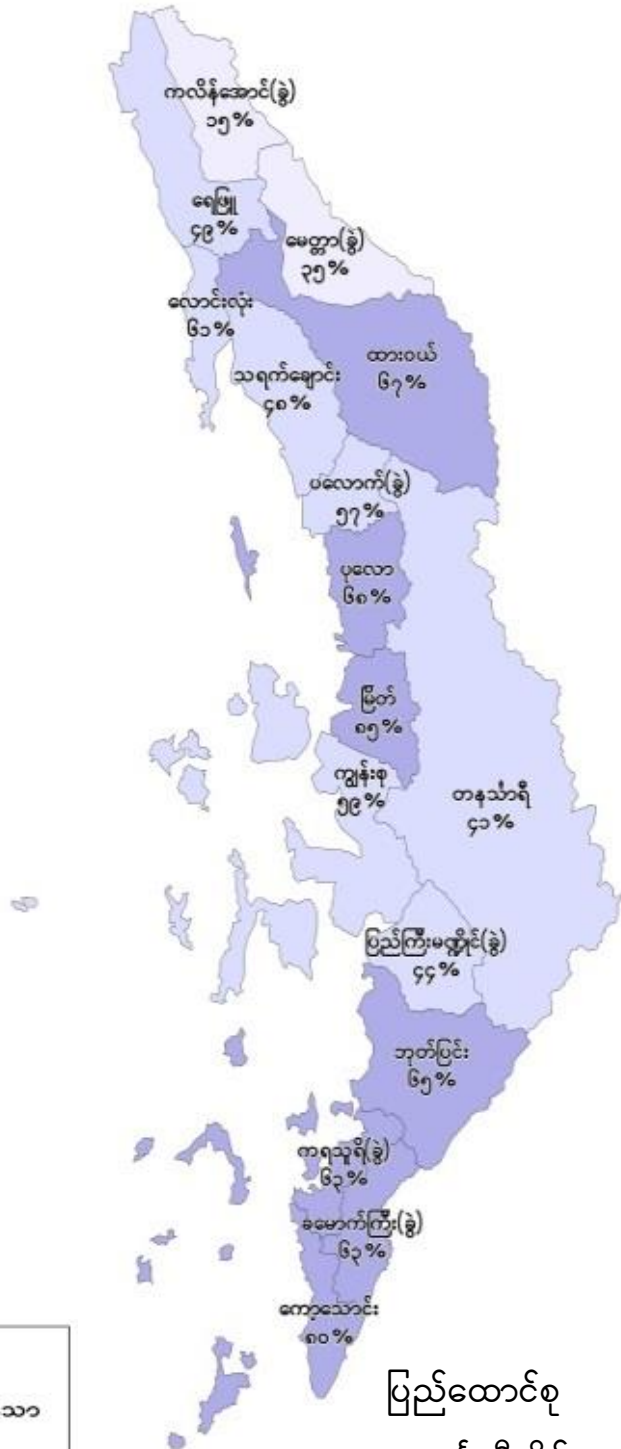 ကလိန်အောင်(ခွဲ)
၁၅%
ရေဖြူ
၄၉%
မေတ္တာ(ခွဲ)
၃၅%
လောင်းလုံး
၆၁%
ထားဝယ်
၆၇%
သရက်ချောင်း
၄၈%
ပလောက်(ခွဲ)
၅၇%
ပုလော
၆၈%
မြိတ်
၈၅%
ကျွန်းစု
၅၉%
တနင်္သာရီ
၄၁%
ပြည်ကြီးမဏ္ဍိုင်(ခွဲ)
၄၄%
ဘုတ်ပြင်း
၆၅%
ကရသူရိ(ခွဲ)
၆၃%
ခမောက်ကြီး(ခွဲ)
၆၃%
ကော့သောင်း
၈၀%
သော
ပြည်ထောင်စု